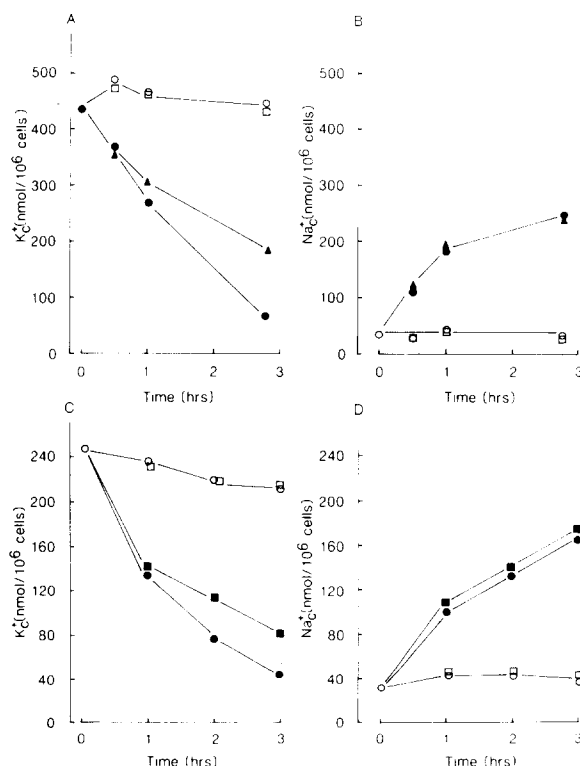 A
500
400
300
200
100
0
K⁺c(nmol/10⁶ cells)
0 1 2 3
Time (hrs)
B
500
400
300
200
100
0
Na⁺c(nmol/10⁶ cells)
0 1 2 3
Time (hrs)
C
240
200
160
120
80
40
0
K⁺c(nmol/10⁶ cells)
0 1 2 3
Time (hrs)
D
240
200
160
120
80
40
0
Na⁺c(nmol/10⁶ cells)
0 1 2 3
Time (hrs)